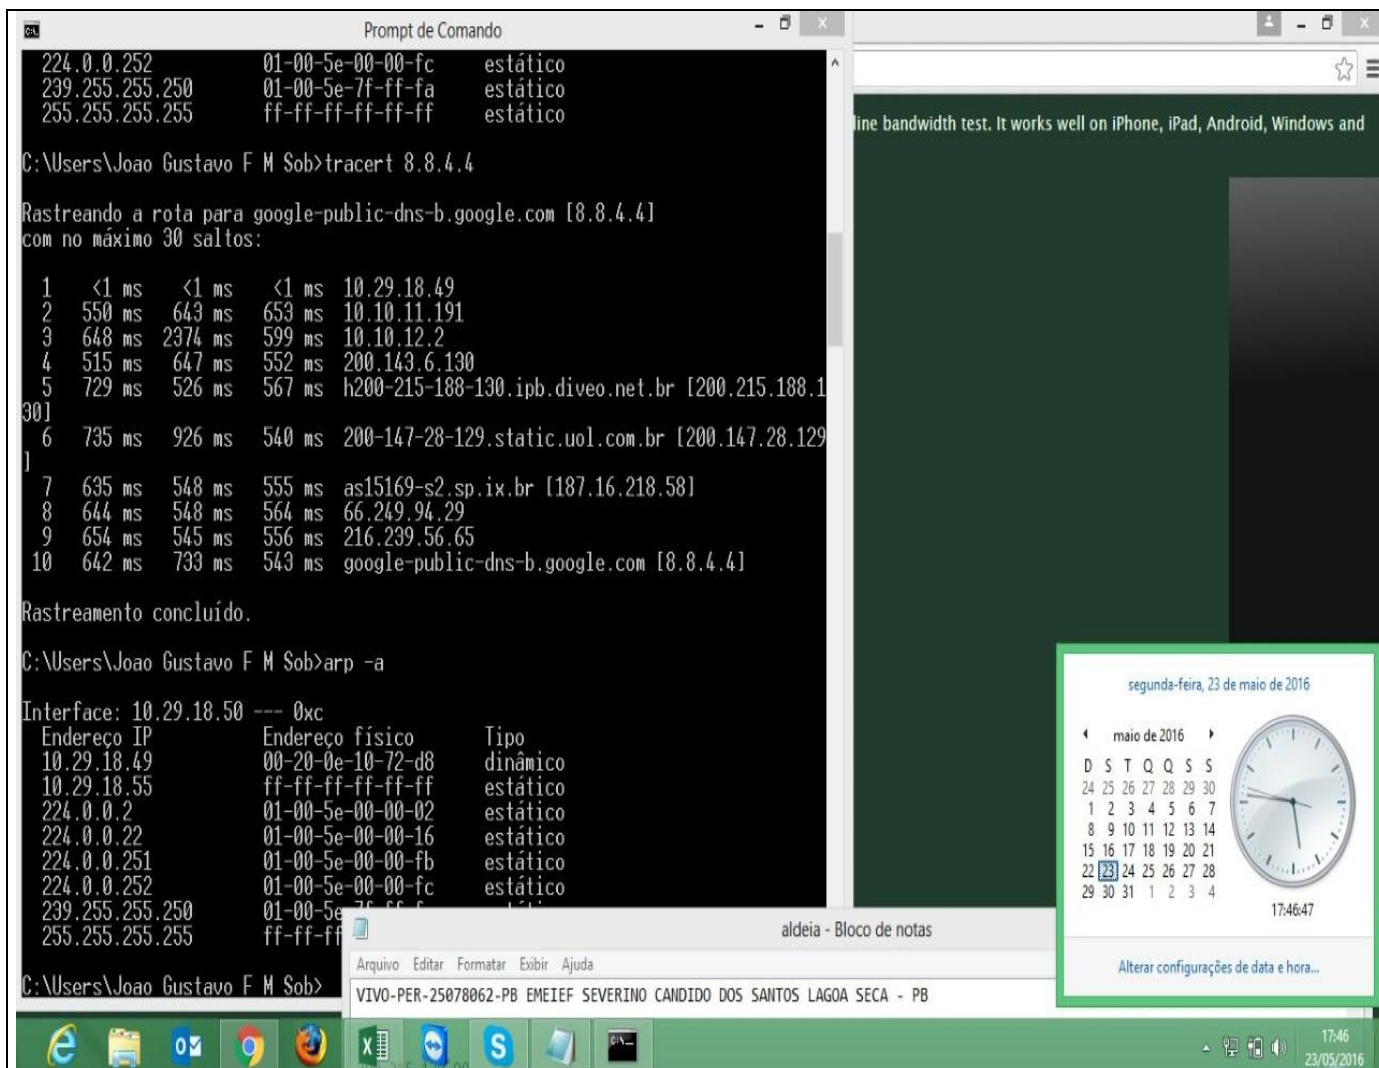 Prompt de Comando
224.0.0.252 01-00-5e-00-00-fc estático
239.255.255.250 01-00-5e-7f-ff-fa estático
255.255.255.255 ff-ff-ff-ff-ff-ff estático
C:\Users\Joao Gustavo F M Sob>tracert 8.8.4.4
Rastreando a rota para google-public-dns-b.google.com [8.8.4.4]
com no máximo 30 saltos:
1 <1 ms <1 ms <1 ms 10.29.18.49
2 550 ms 643 ms 653 ms 10.10.11.191
3 648 ms 2374 ms 599 ms 10.10.12.2
4 515 ms 647 ms 552 ms 200.143.6.130
5 729 ms 526 ms 567 ms h200-215-188-130.ipb.diveo.net.br [200.215.188.1
30]
6 735 ms 926 ms 540 ms 200-147-28-129.static.uol.com.br [200.147.28.129
]
7 635 ms 548 ms 555 ms as15169-s2.sp.ix.br [187.16.218.58]
8 644 ms 548 ms 564 ms 66.249.94.29
9 654 ms 545 ms 556 ms 216.239.56.65
10 642 ms 733 ms 543 ms google-public-dns-b.google.com [8.8.4.4]
Rastreamento concluído.
C:\Users\Joao Gustavo F M Sob>arp -a
Interface: 10.29.18.50 --- 0xc
Endereço IP Endereço físico Tipo
10.29.18.49 00-20-0e-10-72-d8 dinâmico
10.29.18.55 ff-ff-ff-ff-ff-ff estático
224.0.0.2 01-00-5e-00-00-02 estático
224.0.0.22 01-00-5e-00-00-16 estático
224.0.0.251 01-00-5e-00-00-fb estático
224.0.0.252 01-00-5e-00-00-fc estático
239.255.255.250 01-00-5e
255.255.255.255 ff-ff-ff
C:\Users\Joao Gustavo F M Sob>
line bandwidth test. It works well on iPhone, iPad, Android, Windows and
aldeia - Bloco de notas
Arquivo Editar Formatar Exibir Ajuda
VIVO-PER-25078062-PB EMEIEF SEVERINO CANDIDO DOS SANTOS LAGOA SECA - PB
segunda-feira, 23 de maio de 2016
maio de 2016
D S T Q Q S S
24 25 26 27 28 29 30
1 2 3 4 5 6 7
8 9 10 11 12 13 14
15 16 17 18 19 20 21
22 23 24 25 26 27 28
29 30 31 1 2 3 4
17:46:47
Alterar configurações de data e hora...
17:46
23/05/2016